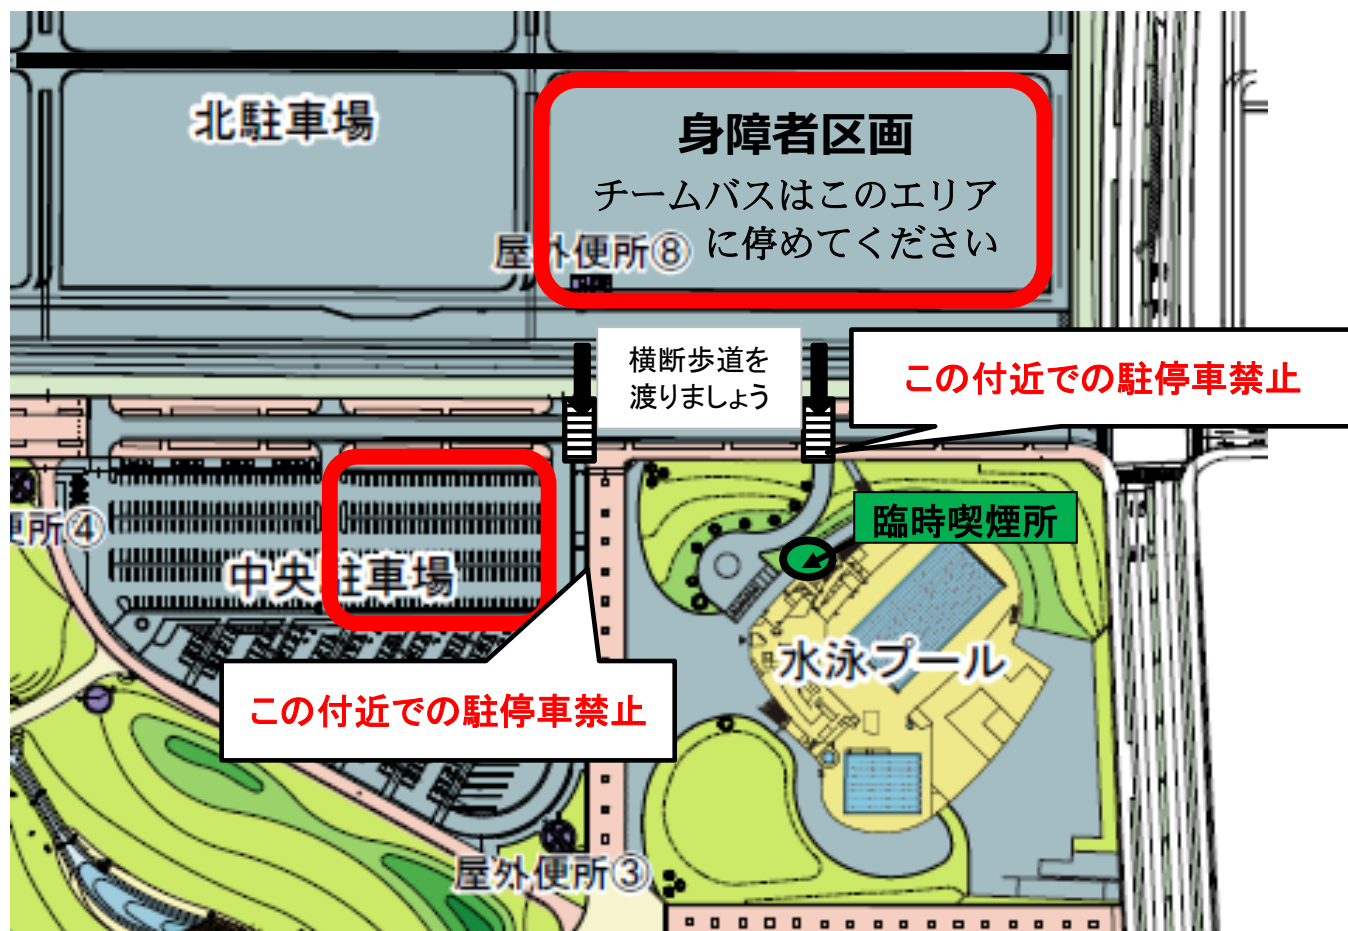 北駐車場
身障者区画
チームバスはこのエリア
に停めてください
屋外便所⑧
横断歩道を
渡りましょう
この付近での駐停車禁止
便所④
臨時喫煙所
中央駐車場
水泳プール
この付近での駐停車禁止
屋外便所③